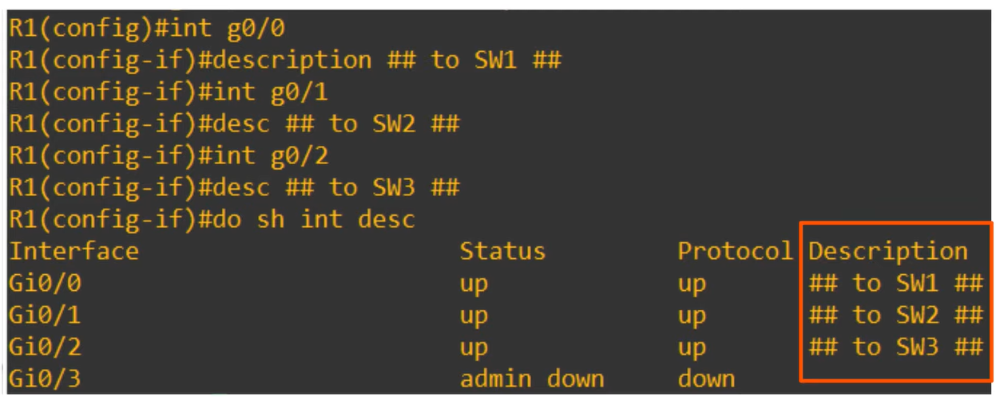 R1(config)#int g0/0
R1(config-if)#description ## to SW1 ##
R1(config-if)#int g0/1
R1(config-if)#desc ## to SW2 ##
R1(config-if)#int g0/2
R1(config-if)#desc ## to SW3 ##
R1(config-if)#do sh int desc
Interface                      Status         Protocol Description
Gi0/0                          up             up       ## to SW1 ##
Gi0/1                          up             up       ## to SW2 ##
Gi0/2                          up             up       ## to SW3 ##
Gi0/3                          admin down     down